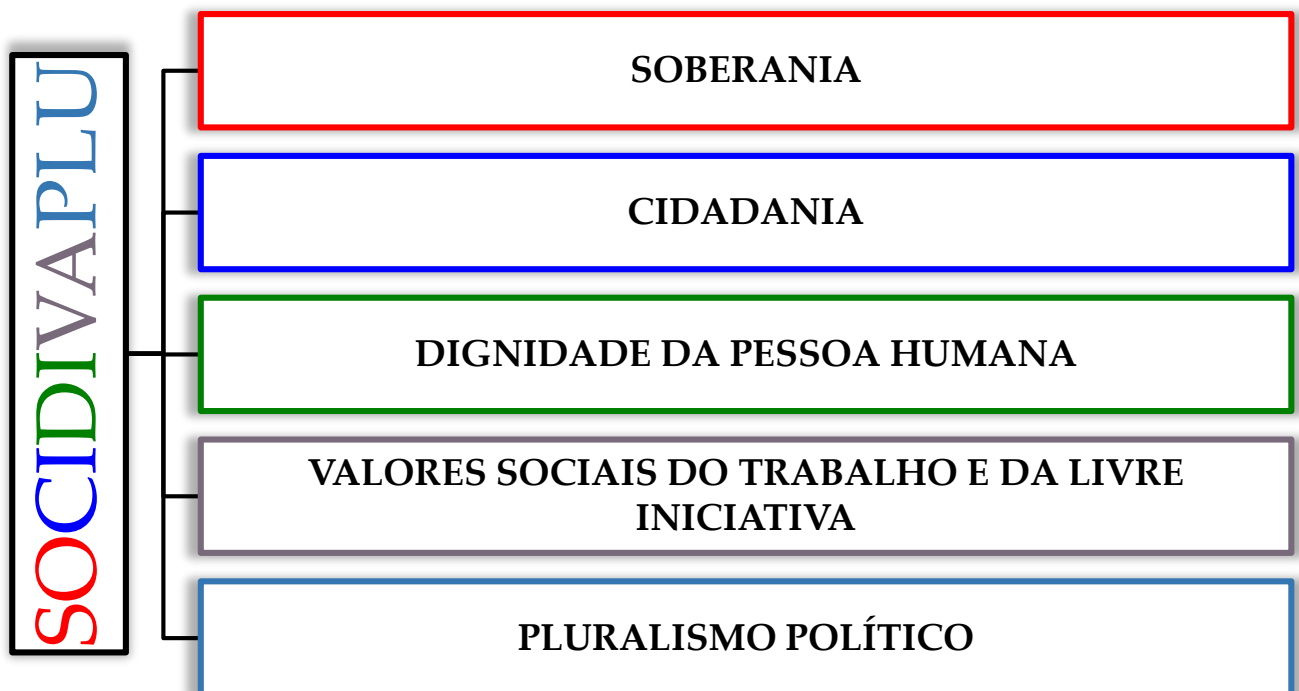 SOCIDIVAPLU
SOBERANIA
CIDADANIA
DIGNIDADE DA PESSOA HUMANA
VALORES SOCIAIS DO TRABALHO E DA LIVRE
INICIATIVA
PLURALISMO POLÍTICO